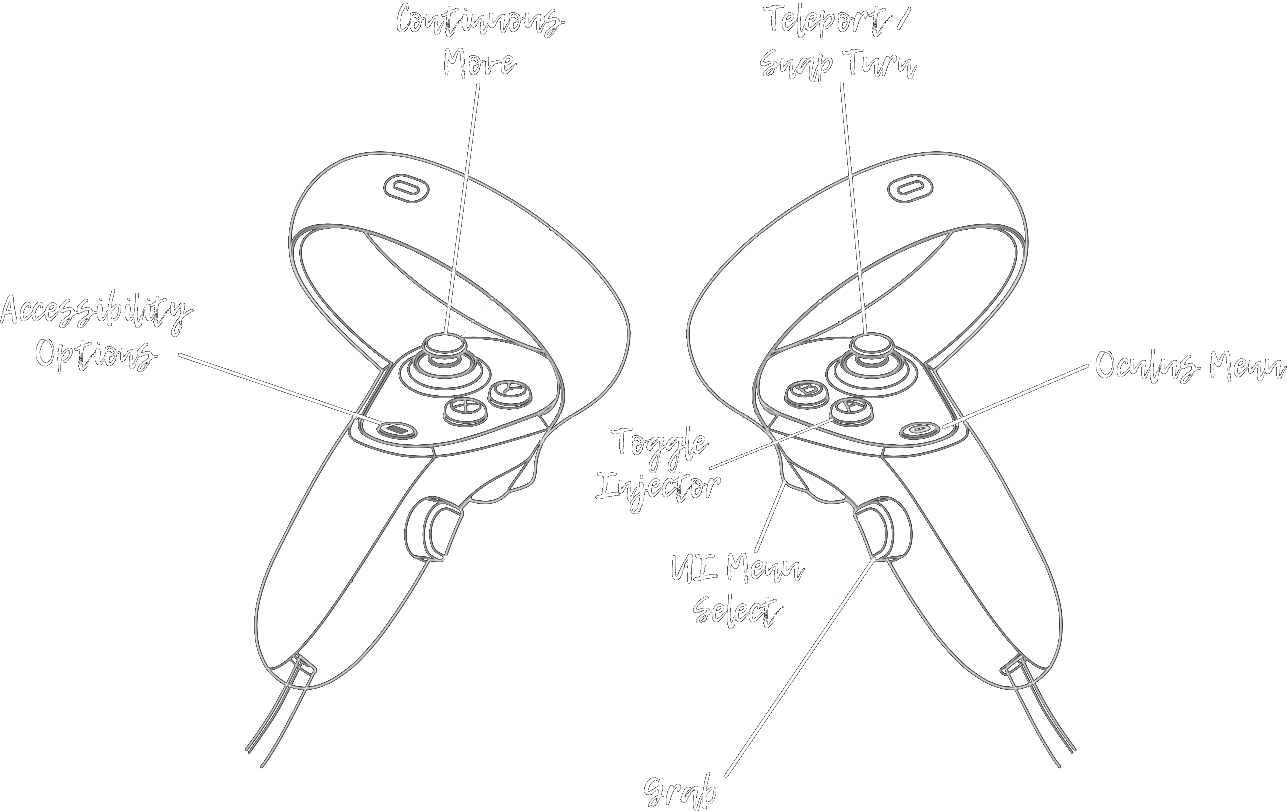 Continuous
Move
Teleport /
Snap Turn
Accessibility
Options
Oculus Menu
Toggle
Injector
UI Menu
Select
Grab